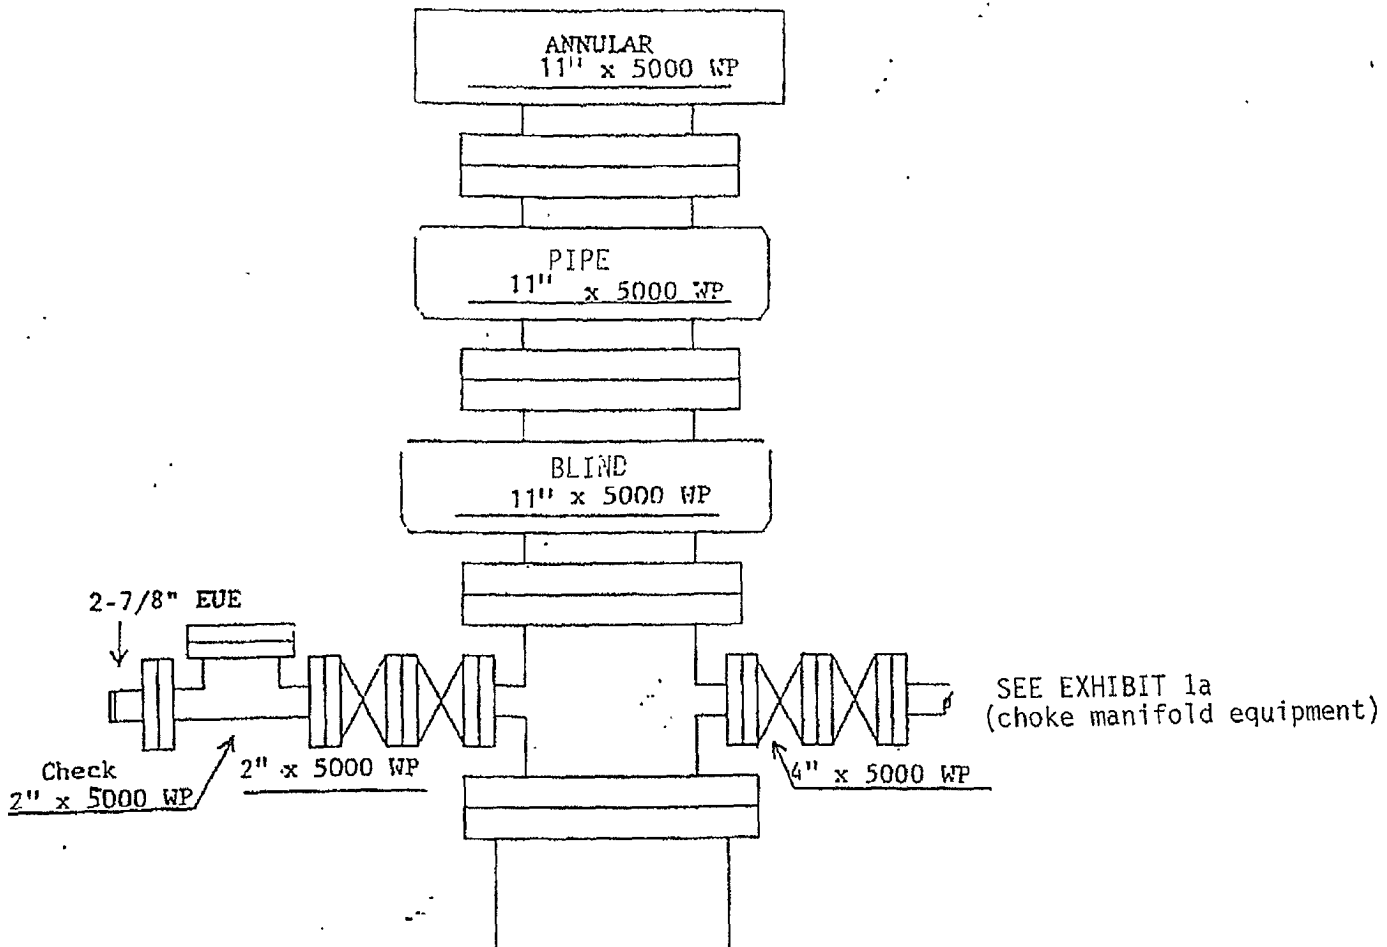 ANNULAR
11" x 5000 WP
PIPE
11" x 5000 WP
BLIND
11" x 5000 WP
2-7/8" EUE
SEE EXHIBIT 1a
(choke manifold equipment)
Check
2" x 5000 WP
2" x 5000 WP
4" x 5000 WP